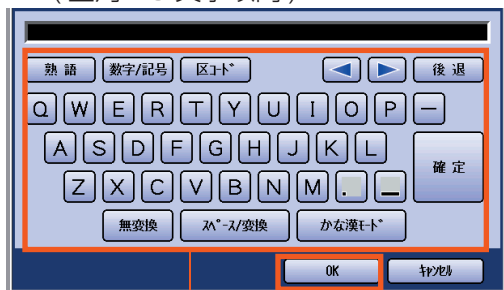 熟語 数字/記号 区ｺｰﾄﾞ ◀ ▶ 後退
Q W E R T Y U I O P ー
A S D F G H J K L
確定
Z X C V B N M . _
無変換 ｽﾍﾟｰｽ/変換 かな漢ﾓｰﾄﾞ
OK ｷｬﾝｾﾙ